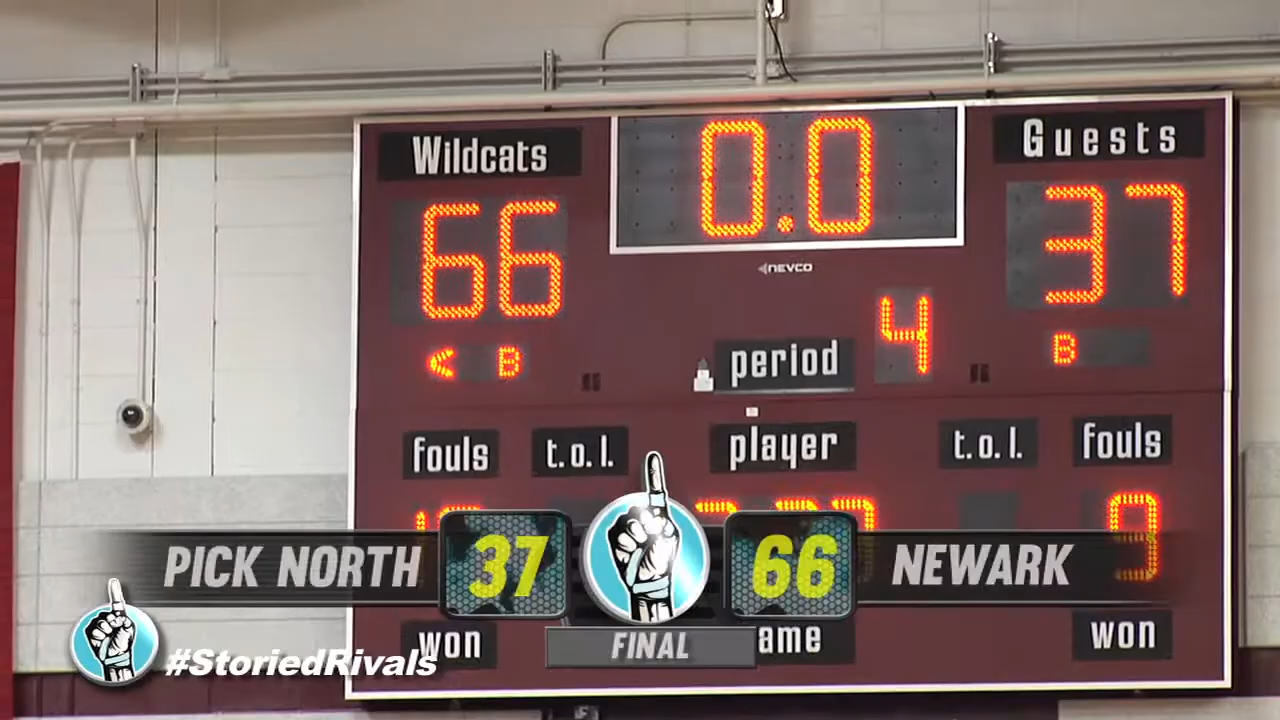 Wildcats
0.0
Guests
66
37
NEVCO
< B
period
4
B
fouls
t.o.l.
player
t.o.l.
fouls
9
PICK NORTH
37
66
NEWARK
won
FINAL
won
#StoriedRivals